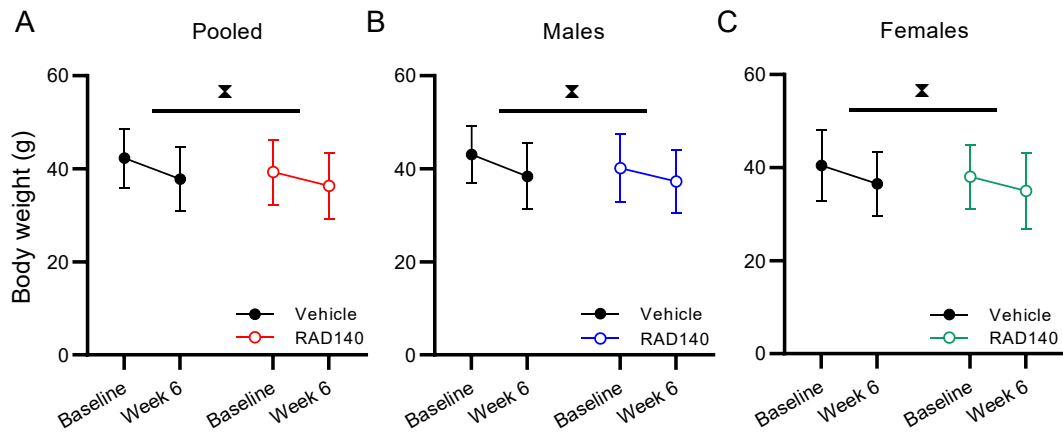 A
Pooled
Body weight (g)
60
40
20
0
Vehicle
RAD140
Baseline
Week 6
Baseline
Week 6
B
Males
60
40
20
0
Vehicle
RAD140
Baseline
Week 6
Baseline
Week 6
C
Females
60
40
20
0
Vehicle
RAD140
Baseline
Week 6
Baseline
Week 6